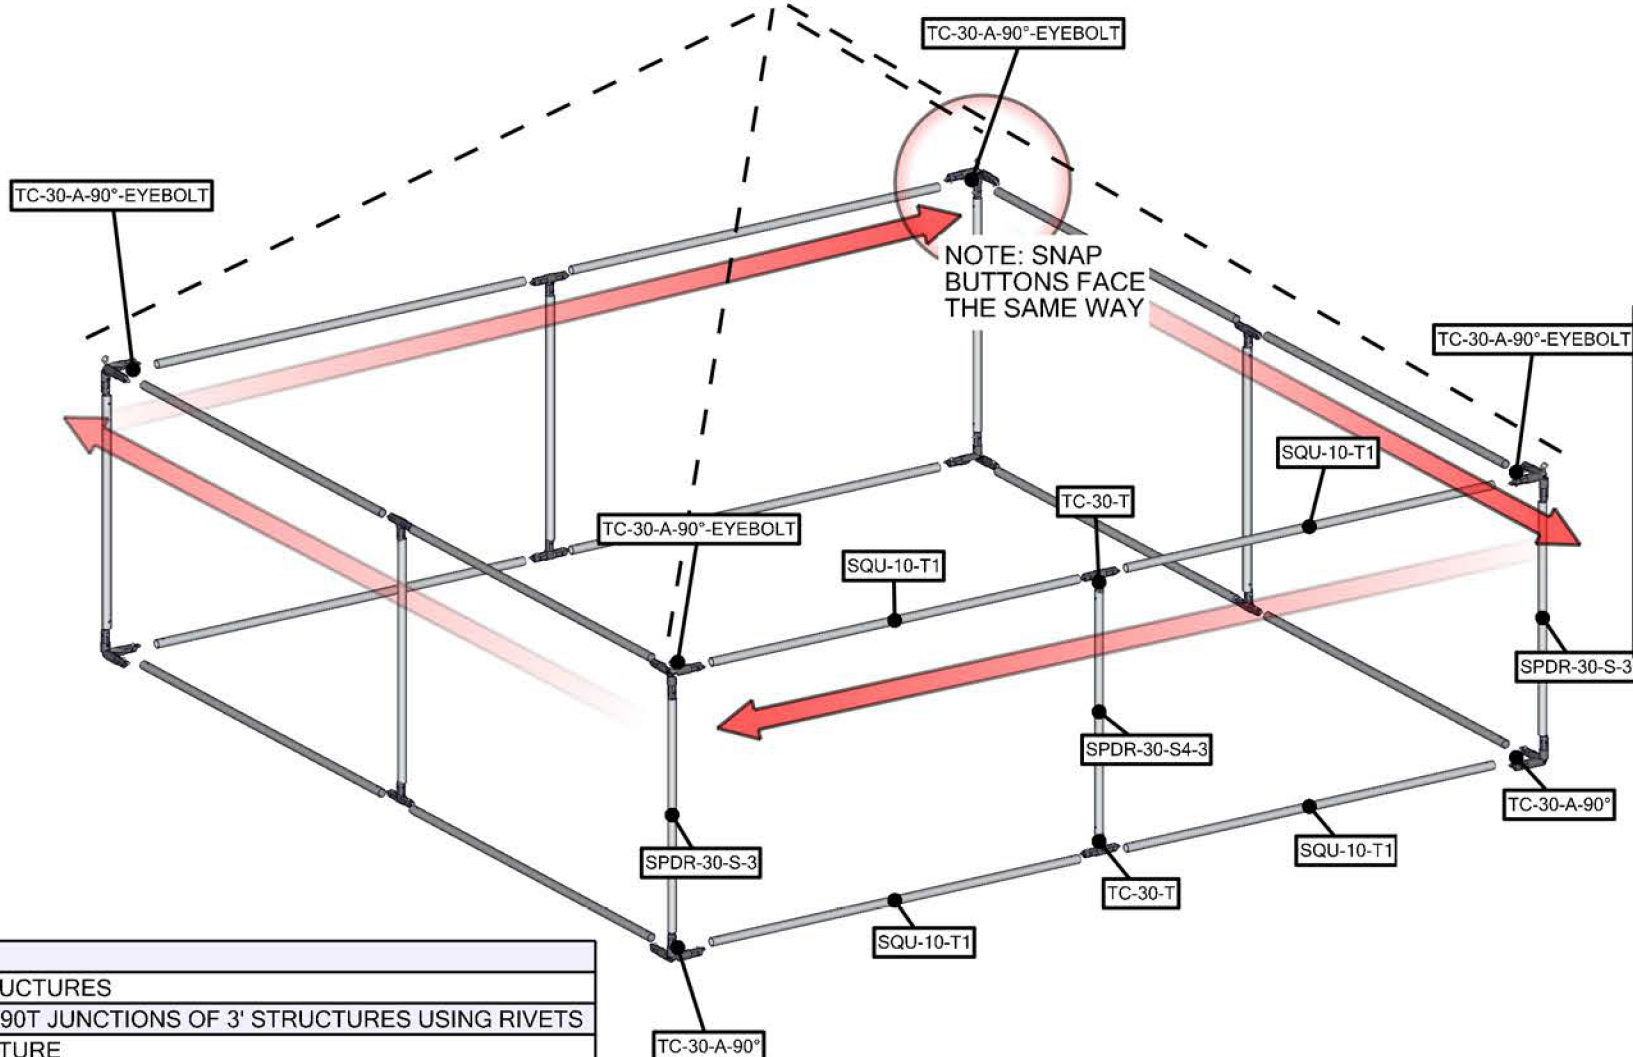 TC-30-A-90°-EYEBOLT
TC-30-A-90°-EYEBOLT
NOTE: SNAP
BUTTONS FACE
THE SAME WAY
TC-30-A-90°-EYEBOLT
SQU-10-T1
TC-30-T
TC-30-A-90°-EYEBOLT
SQU-10-T1
SPDR-30-S-3
SPDR-30-S4-3
TC-30-A-90°
SQU-10-T1
SPDR-30-S-3
TC-30-T
SQU-10-T1
UCTURES
90T JUNCTIONS OF 3' STRUCTURES USING RIVETS
TURE
TC-30-A-90°